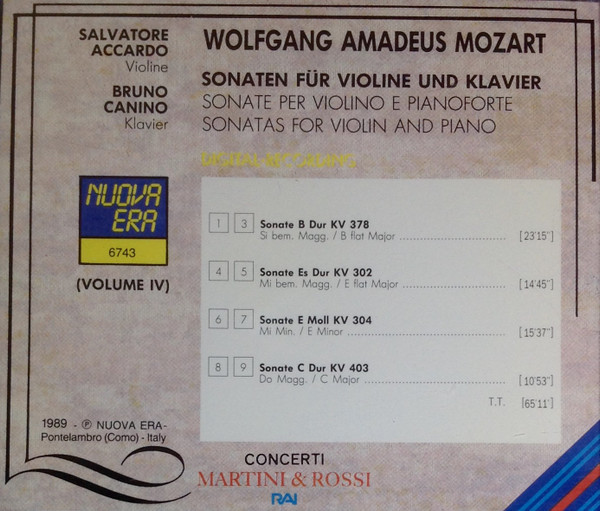 SALVATORE
ACCARDO
Violine
BRUNO
CANINO
Klavier
WOLFGANG AMADEUS MOZART
SONATEN FÜR VIOLINE UND KLAVIER
SONATE PER VIOLINO E PIANOFORTE
SONATAS FOR VIOLIN AND PIANO
DIGITAL RECORDING
NUOVA
ERA
6743
(VOLUME IV)
1 3 Sonate B Dur KV 378
Si bem. Magg. / B flat Major [23'15"]
4 5 Sonate Es Dur KV 302
Mi bem. Magg. / E flat Major [14'45"]
6 7 Sonate E Moll KV 304
Mi Min. / E Minor [15'37"]
8 9 Sonate C Dur KV 403
Do Magg. / C Major [10'53"]
T.T. [65'11']
1989 - ℗ NUOVA ERA-
Pontelambro (Como) - Italy
CONCERTI
MARTINI & ROSSI
RAI